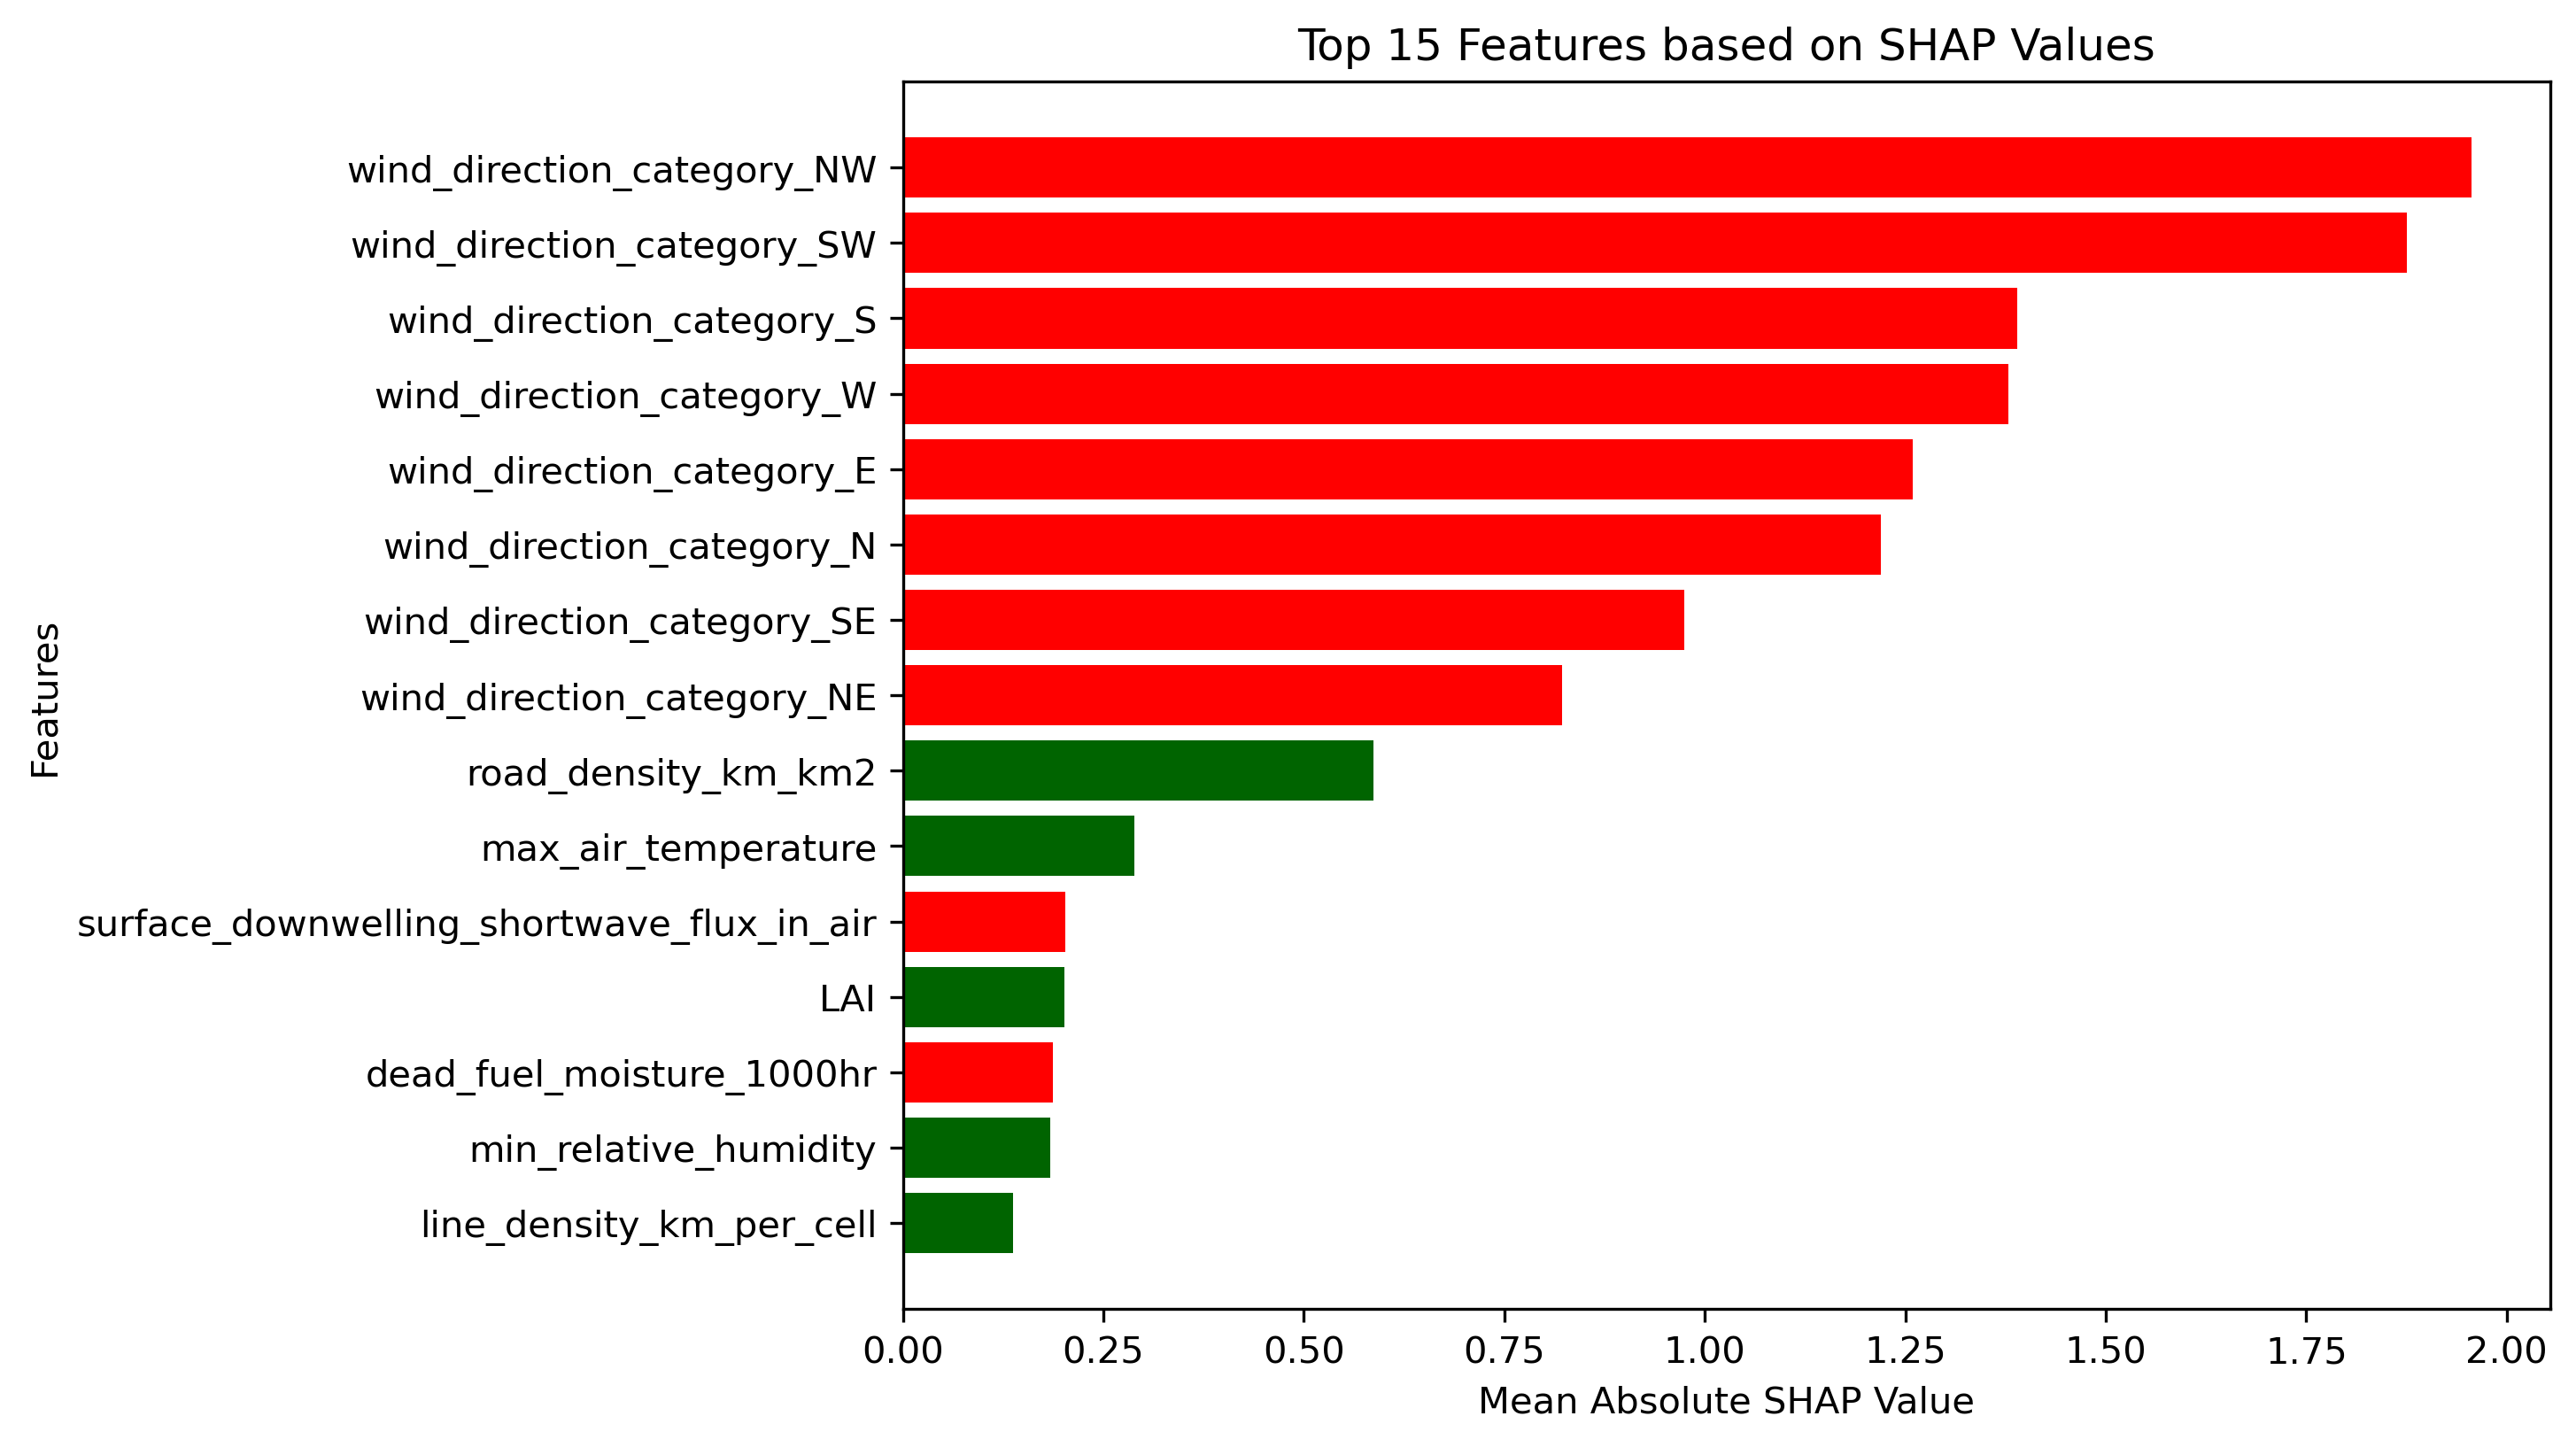 Top 15 Features based on SHAP Values
Features
wind_direction_category_NW
wind_direction_category_SW
wind_direction_category_S
wind_direction_category_W
wind_direction_category_E
wind_direction_category_N
wind_direction_category_SE
wind_direction_category_NE
road_density_km_km2
max_air_temperature
surface_downwelling_shortwave_flux_in_air
LAI
dead_fuel_moisture_1000hr
min_relative_humidity
line_density_km_per_cell
0.00 0.25 0.50 0.75 1.00 1.25 1.50 1.75 2.00
Mean Absolute SHAP Value